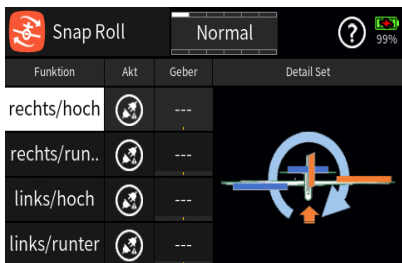 Snap Roll Normal ? 99%
Funktion Akt Geber Detail Set
rechts/hoch ---
rechts/run.. ---
links/hoch ---
links/runter ---